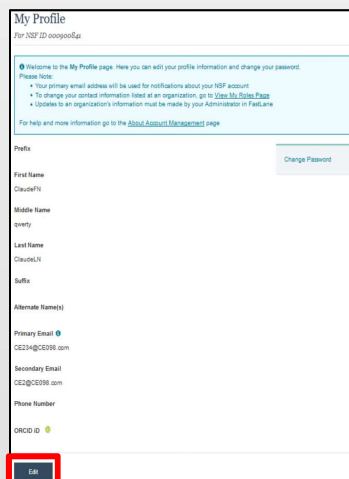 My Profile
For NSF ID 000900841
Welcome to the My Profile page. Here you can edit your profile information and change your password.
Please Note:
• Your primary email address will be used for notifications about your NSF account
• To change your contact information listed at an organization, go to View My Roles Page
• Updates to an organization's information must be made by your Administrator in FastLane
For help and more information go to the About Account Management page
Prefix
Change Password
First Name
ClaudeFN
Middle Name
qwerty
Last Name
ClaudeLN
Suffix
Alternate Name(s)
Primary Email
CE234@CE098.com
Secondary Email
CE2@CE098.com
Phone Number
ORCID iD
Edit